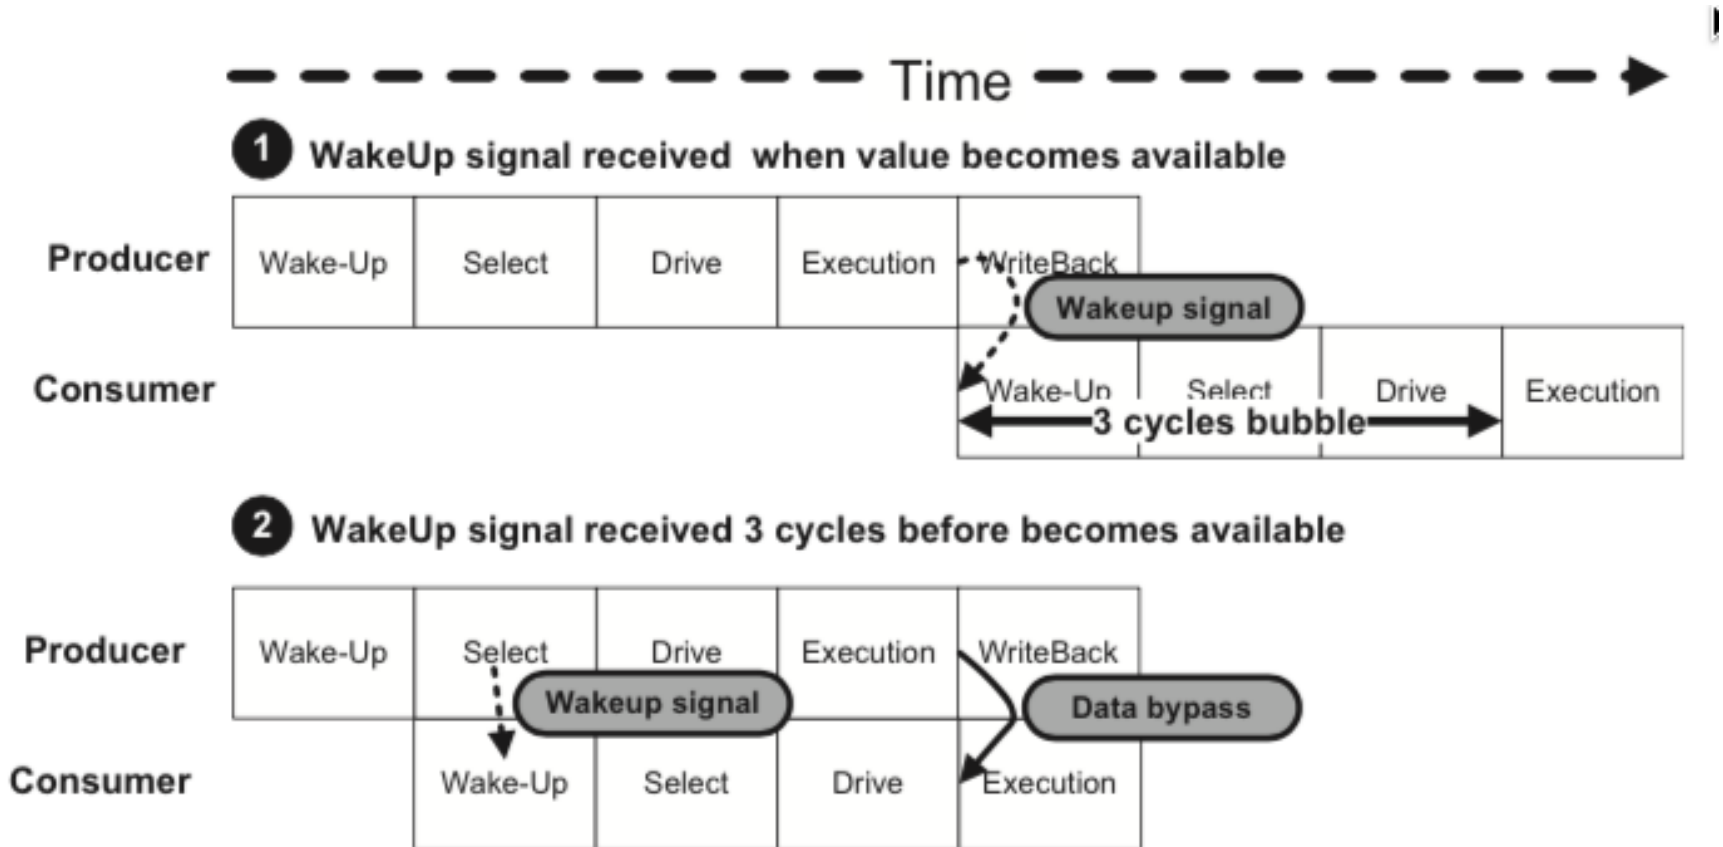 Time
1 WakeUp signal received when value becomes available
Producer Wake-Up Select Drive Execution WriteBack
Wakeup signal
Consumer Wake-Up Select Drive Execution
3 cycles bubble
2 WakeUp signal received 3 cycles before becomes available
Producer Wake-Up Select Drive Execution WriteBack
Wakeup signal Data bypass
Consumer Wake-Up Select Drive Execution